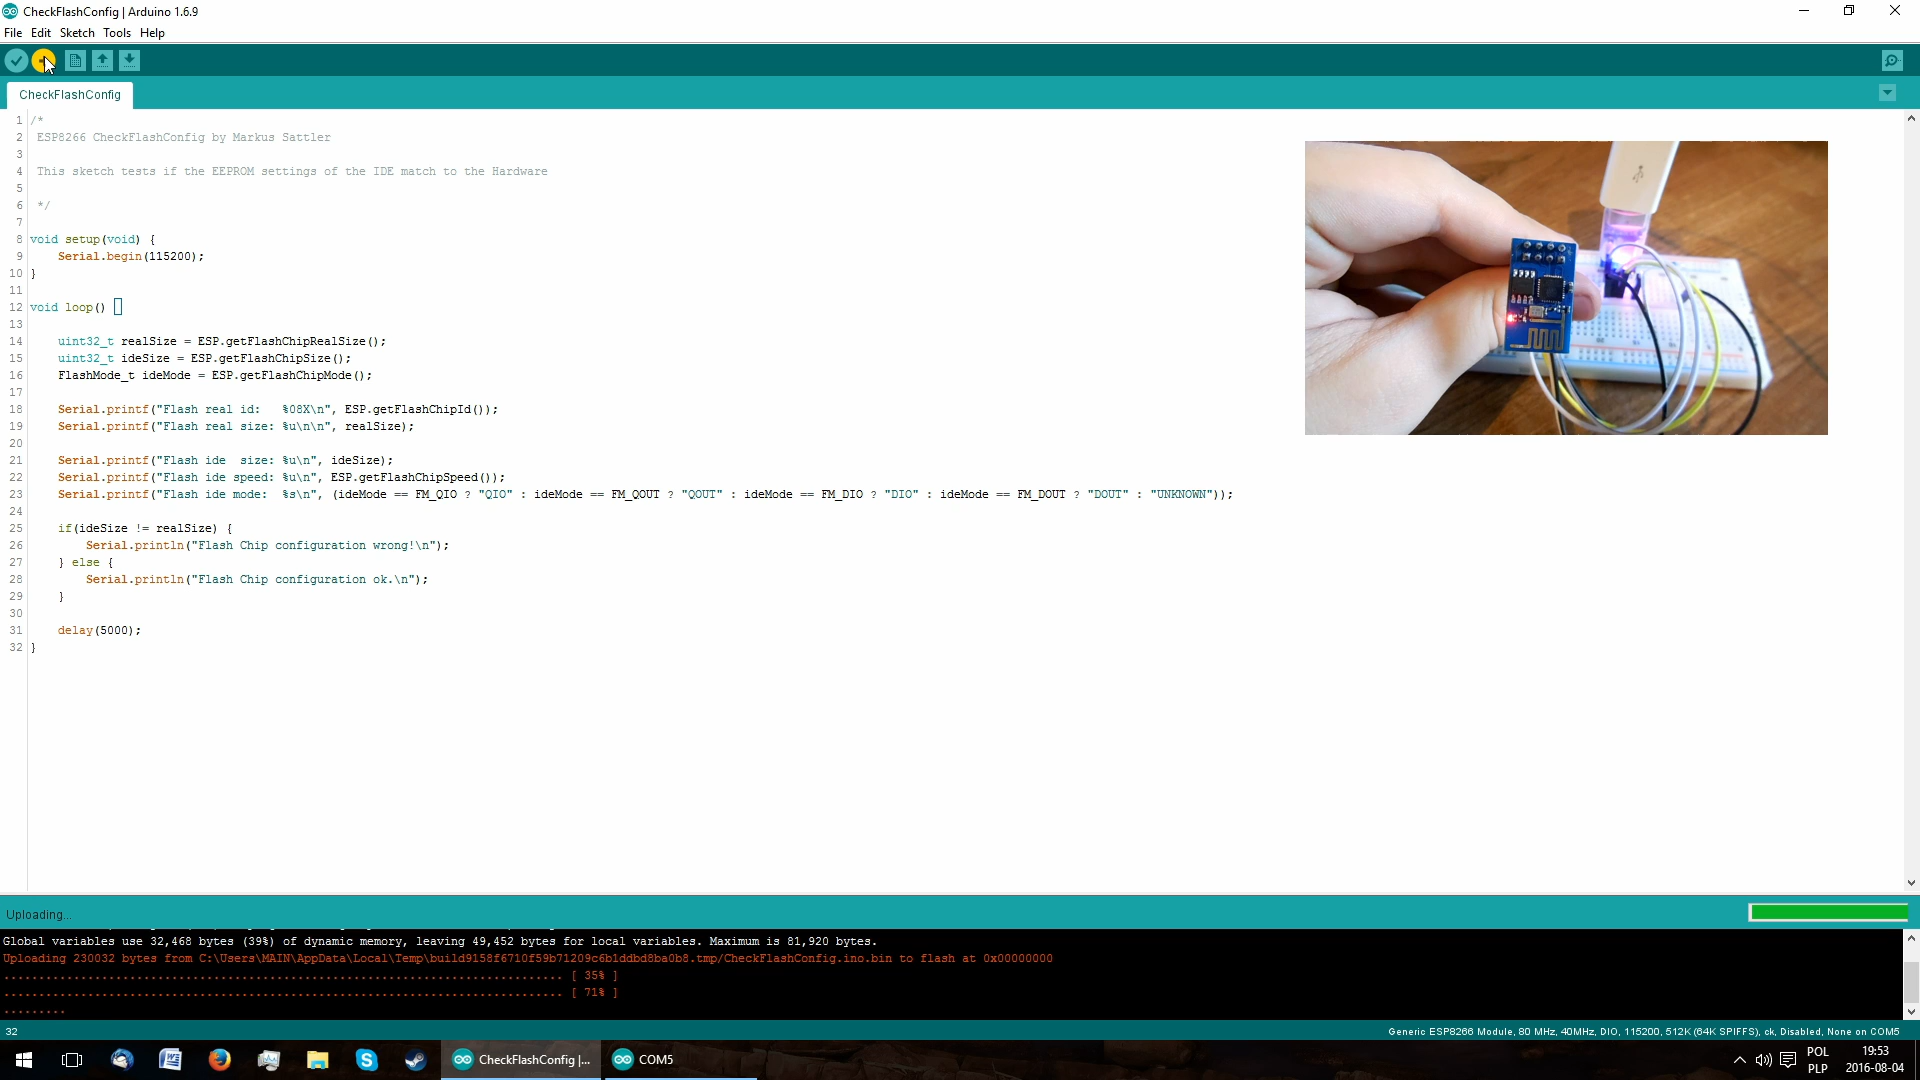 CheckFlashConfig | Arduino 1.6.9
File Edit Sketch Tools Help
CheckFlashConfig
1 /*
2 ESP8266 CheckFlashConfig by Markus Sattler
3
4 This sketch tests if the EEPROM settings of the IDE match to the Hardware
5
6 */
7
8 void setup(void) {
9 Serial.begin(115200);
10 }
11
12 void loop()
13
14 uint32_t realSize = ESP.getFlashChipRealSize();
15 uint32_t ideSize = ESP.getFlashChipSize();
16 FlashMode_t ideMode = ESP.getFlashChipMode();
17
18 Serial.printf("Flash real id:   %08X\n", ESP.getFlashChipId());
19 Serial.printf("Flash real size: %u\n\n", realSize);
20
21 Serial.printf("Flash ide  size: %u\n", ideSize);
22 Serial.printf("Flash ide speed: %u\n", ESP.getFlashChipSpeed());
23 Serial.printf("Flash ide mode:  %s\n", (ideMode == FM_QIO ? "QIO" : ideMode == FM_QOUT ? "QOUT" : ideMode == FM_DIO ? "DIO" : ideMode == FM_DOUT ? "DOUT" : "UNKNOWN"));
24
25 if(ideSize != realSize) {
26 Serial.println("Flash Chip configuration wrong!\n");
27 } else {
28 Serial.println("Flash Chip configuration ok.\n");
29 }
30
31 delay(5000);
32 }
Uploading...
Global variables use 32,468 bytes (39%) of dynamic memory, leaving 49,452 bytes for local variables. Maximum is 81,920 bytes.
Uploading 230032 bytes from C:\Users\MAIN\AppData\Local\Temp\build9158f6710f59b71209c6b1ddbd8ba0b8.tmp/CheckFlashConfig.ino.bin to flash at 0x00000000
................................................................................ [ 35% ]
................................................................................ [ 71% ]
.........
32 Generic ESP8266 Module, 80 MHz, 40MHz, DIO, 115200, 512K (64K SPIFFS), ck, Disabled, None on COM5
CheckFlashConfig |... COM5 POL 19:53
PLP 2016-08-04